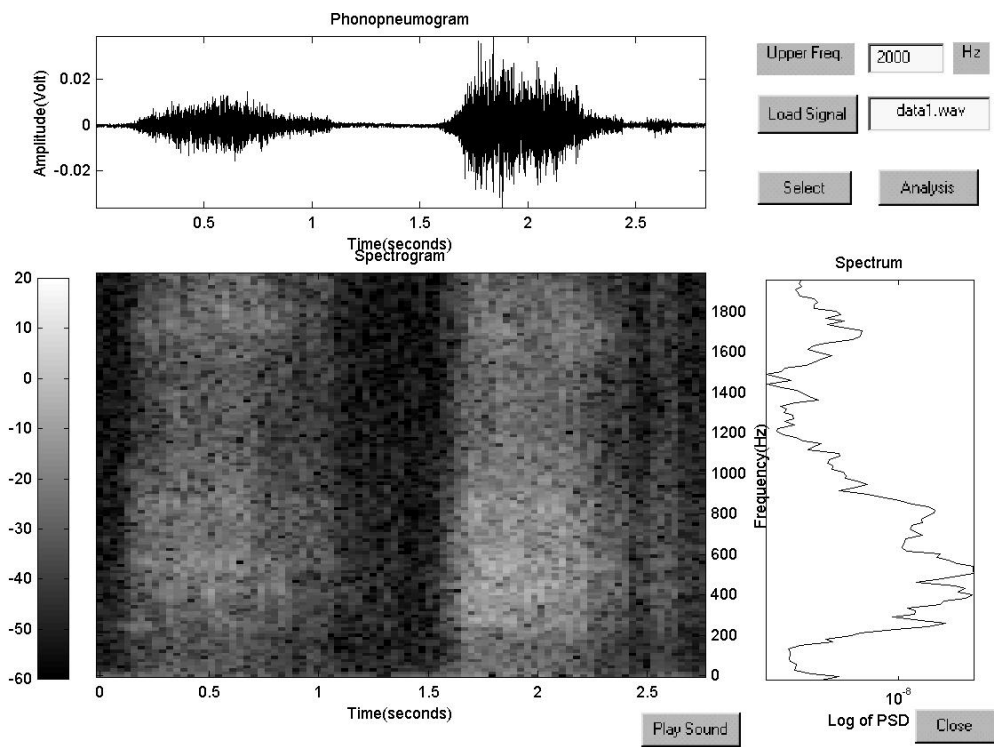 Phonopneumogram
Amplitude(Volt)
0.02
0
-0.02
0.5 1 1.5 2 2.5
Time(seconds)
Upper Freq. 2000 Hz
Load Signal data1.wav
Select Analysis
Spectrogram
20
10
0
-10
-20
-30
-40
-50
-60
0 0.5 1 1.5 2 2.5
Time(seconds)
1800
1600
1400
1200
1000
800
600
400
200
0
Frequency(Hz)
Spectrum
10-8
Log of PSD
Play Sound
Close